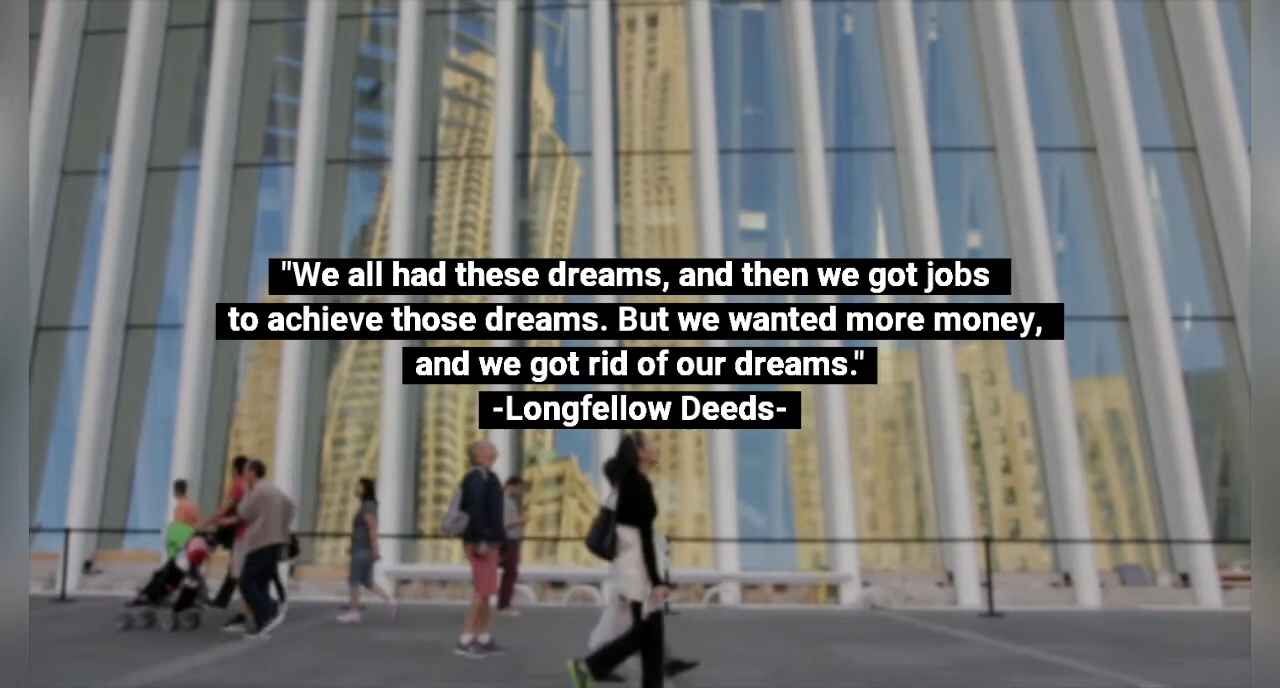 "We all had these dreams, and then we got jobs
to achieve those dreams. But we wanted more money,
and we got rid of our dreams."
-Longfellow Deeds-